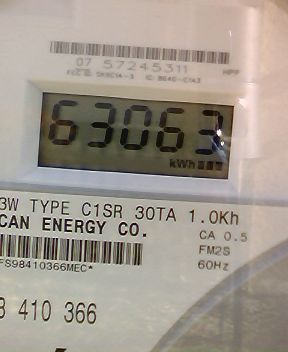 07 57245311
63063
kWh
3W TYPE C1SR 30TA 1.0Kh
CAN ENERGY CO.
CA 0.5
FM2S
60Hz
FS98410366MEC*
410 366